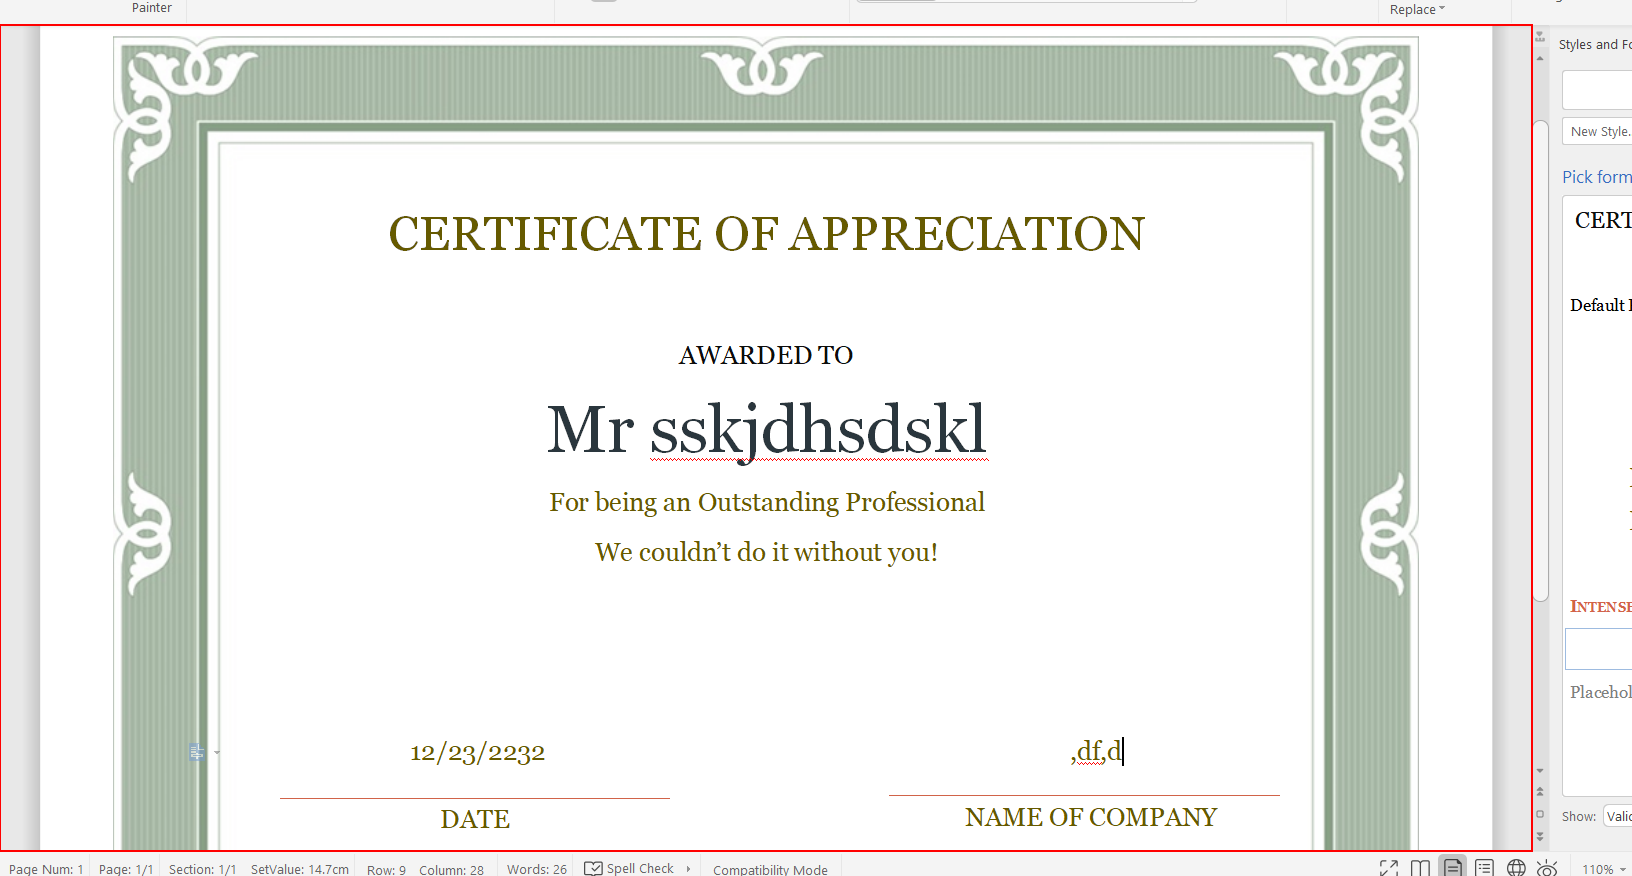 Painter
Replace
Styles and Fo
New Style.
Pick form
CERT
Default
CERTIFICATE OF APPRECIATION
AWARDED TO
Mr sskjdhsdskl
For being an Outstanding Professional
We couldn't do it without you!
INTENSE
Placehol
12/23/2232
,df,d
DATE
NAME OF COMPANY
Show: Valid
Page Num: 1 Page: 1/1 Section: 1/1 SetValue: 14.7cm Row: 9 Column: 28 Words: 26 Spell Check Compatibility Mode 110%